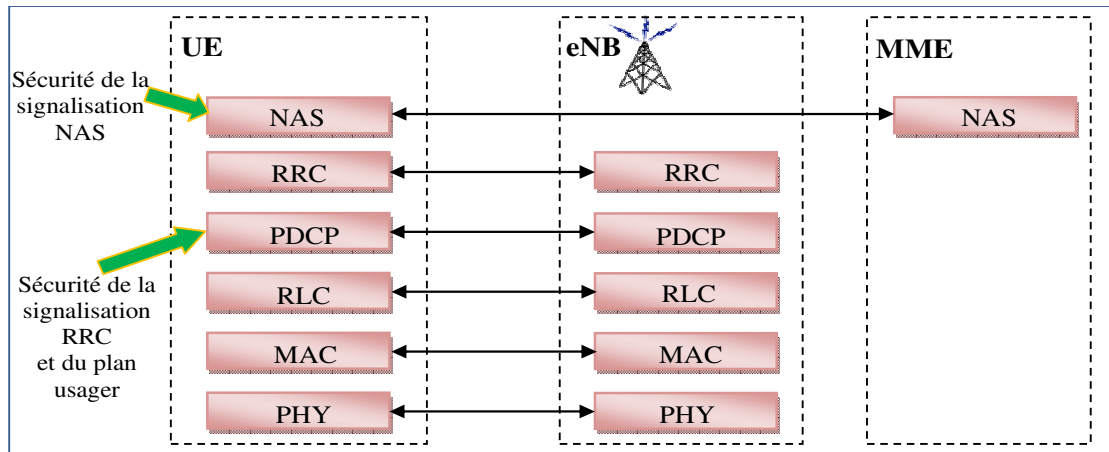 UE
eNB
MME
Sécurité de la
signalisation
NAS
NAS
NAS
RRC
RRC
PDCP
PDCP
Sécurité de la
signalisation
RRC
et du plan
usager
RLC
RLC
MAC
MAC
PHY
PHY